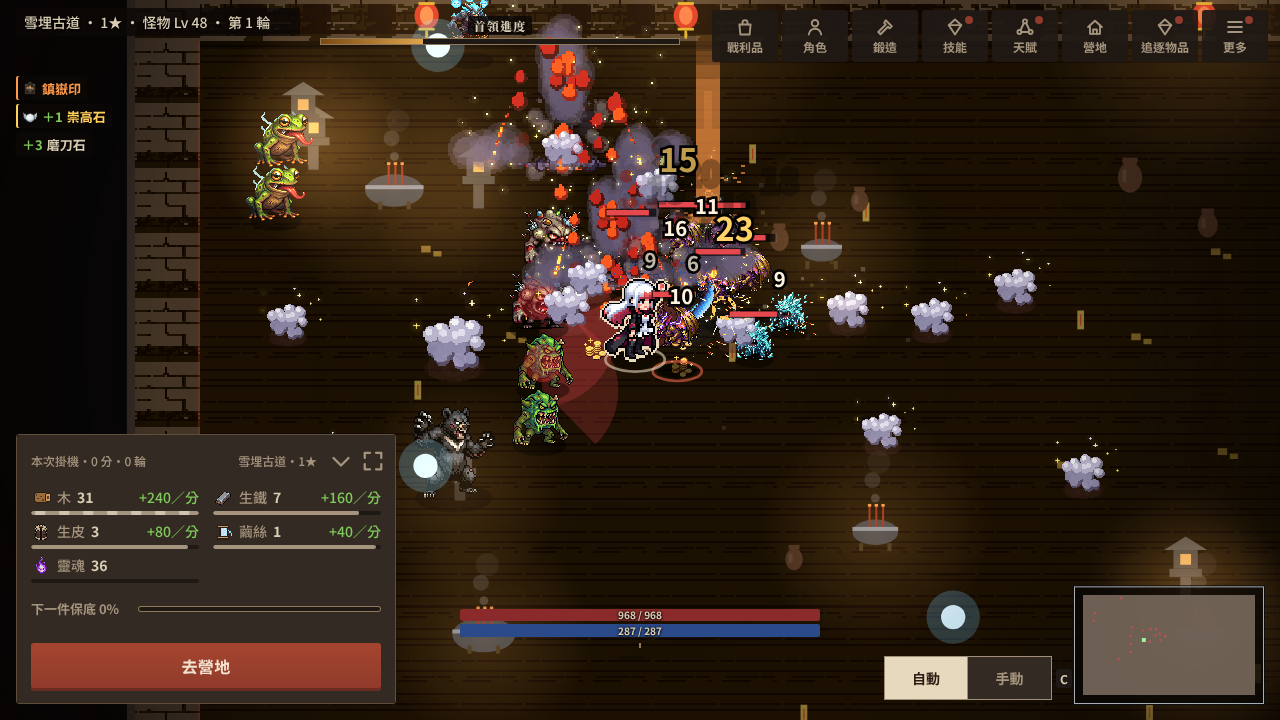 雪埋古道 • 1★ • 怪物 Lv 48 • 第 1 輪
首領進度
戰利品
角色
鍛造
技能
天賦
營地
追逐物品
更多
鎮嶽印
+1 崇高石
+3 磨刀石
15
11
16
23
9
6
10
9
本次掛機•0 分•0 輪
雪埋古道•1★
木 31 +240／分
生鐵 7 +160／分
生皮 3 +80／分
繭絲 1 +40／分
靈魂 36
下一件保底 0%
去營地
968 / 968
287 / 287
自動
手動
C